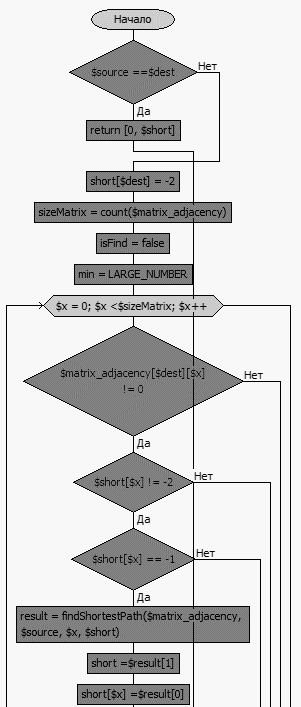 Начало
$source ==$dest
Нет
Да
return [0, $short]
short[$dest] = -2
sizeMatrix = count($matrix_adjacency)
isFind = false
min = LARGE_NUMBER
$x = 0; $x <$sizeMatrix; $x++
$matrix_adjacency[$dest][$x]
!= 0
Нет
Да
$short[$x] != -2
Нет
Да
$short[$x] == -1
Нет
Да
result = findShortestPath($matrix_adjacency,
$source, $x, $short)
short =$result[1]
short[$x] =$result[0]